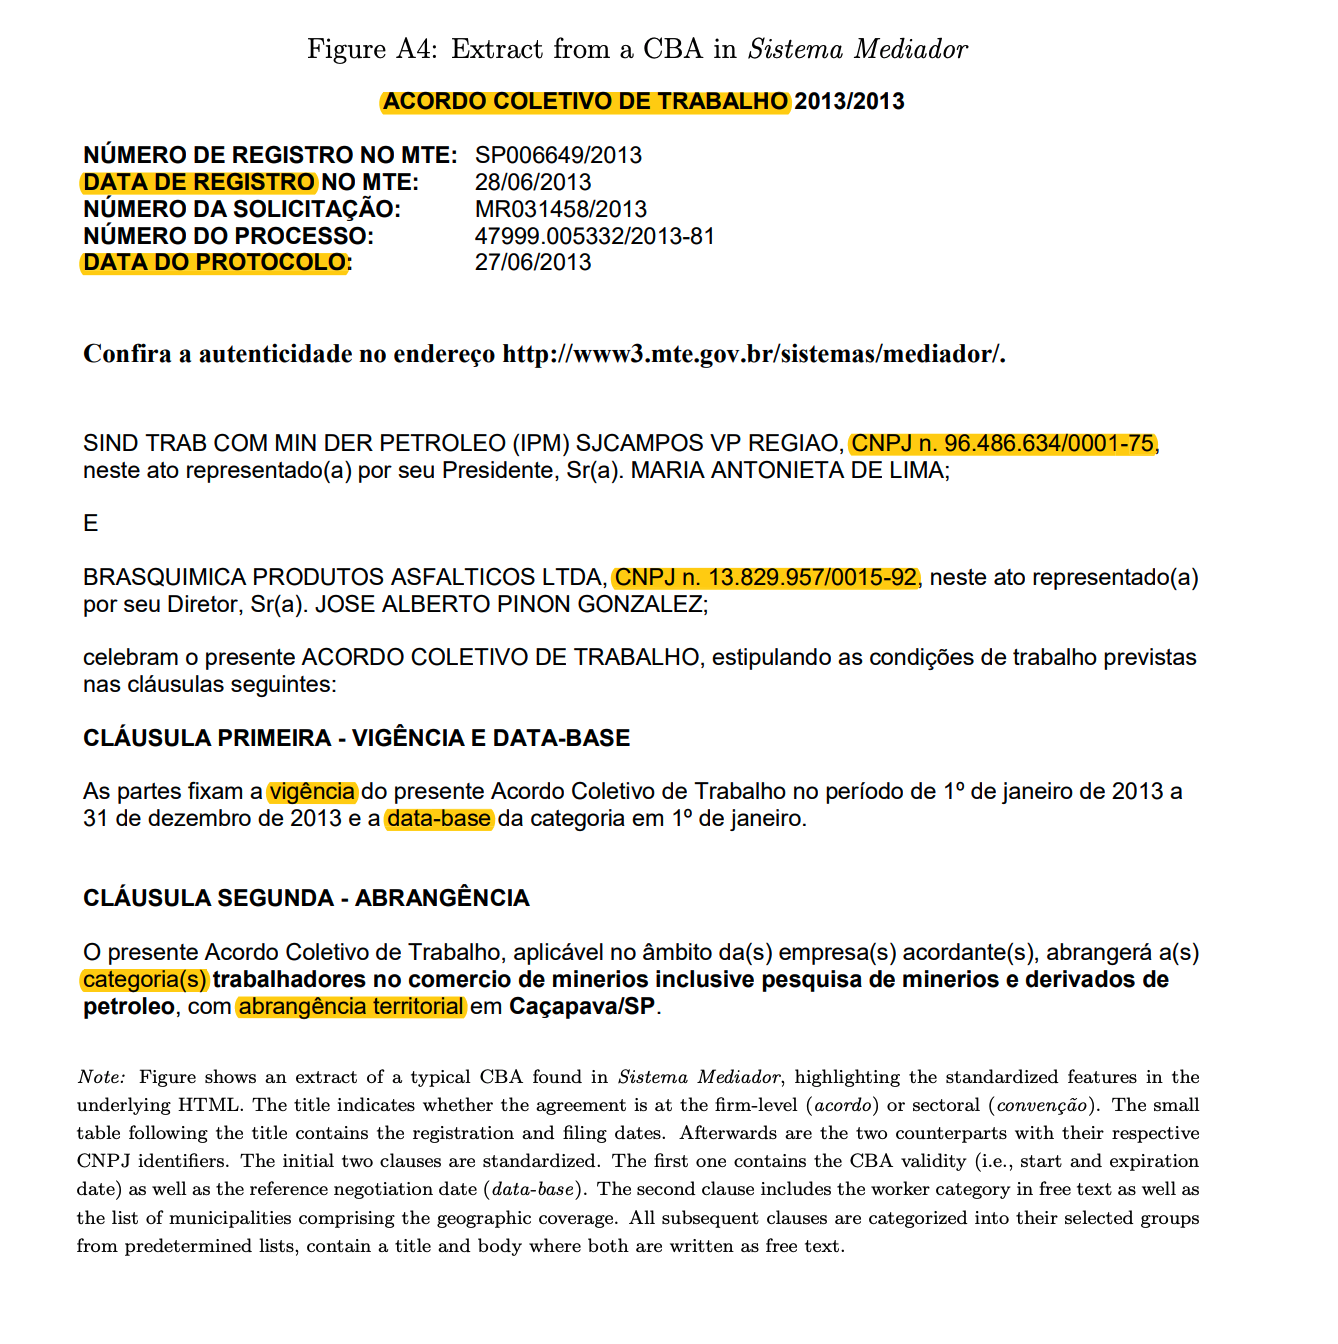 Figure A4: Extract from a CBA in Sistema Mediador
ACORDO COLETIVO DE TRABALHO 2013/2013
NÚMERO DE REGISTRO NO MTE: SP006649/2013
DATA DE REGISTRO NO MTE: 28/06/2013
NÚMERO DA SOLICITAÇÃO: MR031458/2013
NÚMERO DO PROCESSO: 47999.005332/2013-81
DATA DO PROTOCOLO: 27/06/2013
Confira a autenticidade no endereço http://www3.mte.gov.br/sistemas/mediador/.
SIND TRAB COM MIN DER PETROLEO (IPM) SJCAMPOS VP REGIAO, CNPJ n. 96.486.634/0001-75,
neste ato representado(a) por seu Presidente, Sr(a). MARIA ANTONIETA DE LIMA;
E
BRASQUIMICA PRODUTOS ASFALTICOS LTDA, CNPJ n. 13.829.957/0015-92, neste ato representado(a)
por seu Diretor, Sr(a). JOSE ALBERTO PINON GONZALEZ;
celebram o presente ACORDO COLETIVO DE TRABALHO, estipulando as condições de trabalho previstas
nas cláusulas seguintes:
CLÁUSULA PRIMEIRA - VIGÊNCIA E DATA-BASE
As partes fixam a vigência do presente Acordo Coletivo de Trabalho no período de 1º de janeiro de 2013 a
31 de dezembro de 2013 e a data-base da categoria em 1º de janeiro.
CLÁUSULA SEGUNDA - ABRANGÊNCIA
O presente Acordo Coletivo de Trabalho, aplicável no âmbito da(s) empresa(s) acordante(s), abrangerá a(s)
categoria(s) trabalhadores no comercio de minerios inclusive pesquisa de minerios e derivados de
petroleo, com abrangência territorial em Caçapava/SP.
Note: Figure shows an extract of a typical CBA found in Sistema Mediador, highlighting the standardized features in the
underlying HTML. The title indicates whether the agreement is at the firm-level (acordo) or sectoral (convenção). The small
table following the title contains the registration and filing dates. Afterwards are the two counterparts with their respective
CNPJ identifiers. The initial two clauses are standardized. The first one contains the CBA validity (i.e., start and expiration
date) as well as the reference negotiation date (data-base). The second clause includes the worker category in free text as well as
the list of municipalities comprising the geographic coverage. All subsequent clauses are categorized into their selected groups
from predetermined lists, contain a title and body where both are written as free text.